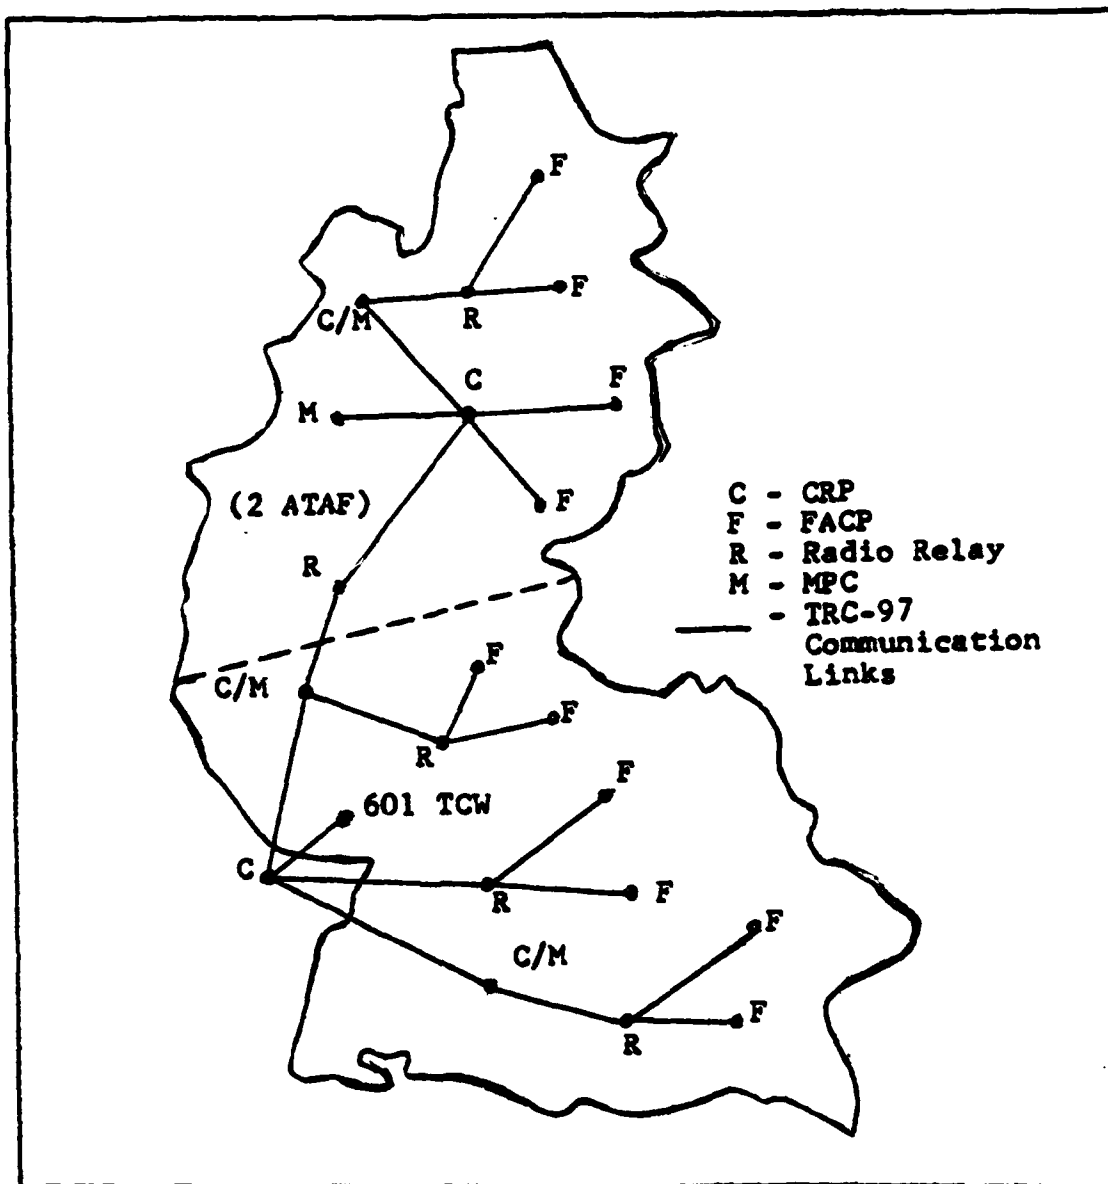 F
F
C/M
R
C
F
M
(2 ATAF)
F
C - CRP
F - FACP
R - Radio Relay
M - MPC
- TRC-97
Communication
Links
R
C/M
F
F
R
F
601 TCW
C
R
F
F
C/M
F
R